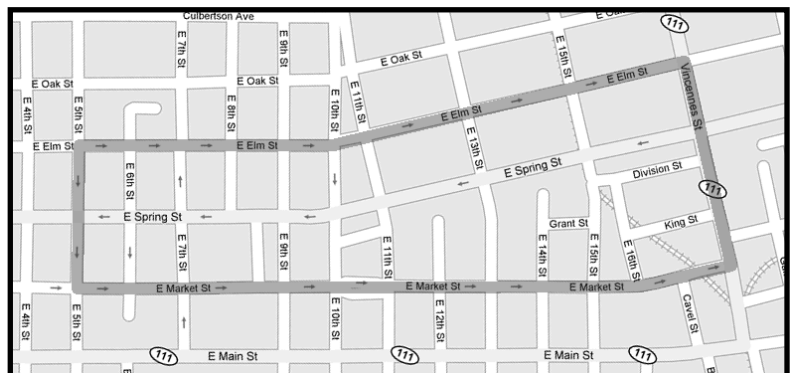 Culbertson Ave
E Oak St
111
E 7th St
E 9th St
E 15th St
E Oak St
E Oak St
E Oak St
E Elm St
Vincennes St
E 4th St
E 5th St
E 8th St
E 10th St
E 11th St
E Elm St
E Elm St
E Elm St
E 13th St
E 6th St
E Spring St
Division St
111
E Spring St
Grant St
King St
E 7th St
E 9th St
E 11th St
E 14th St
E 15th St
E 16th St
E Market St
E Market St
E Market St
E 4th St
E 5th St
E 10th St
E 12th St
Cavel St
111
E Main St
111
E Main St
111
E